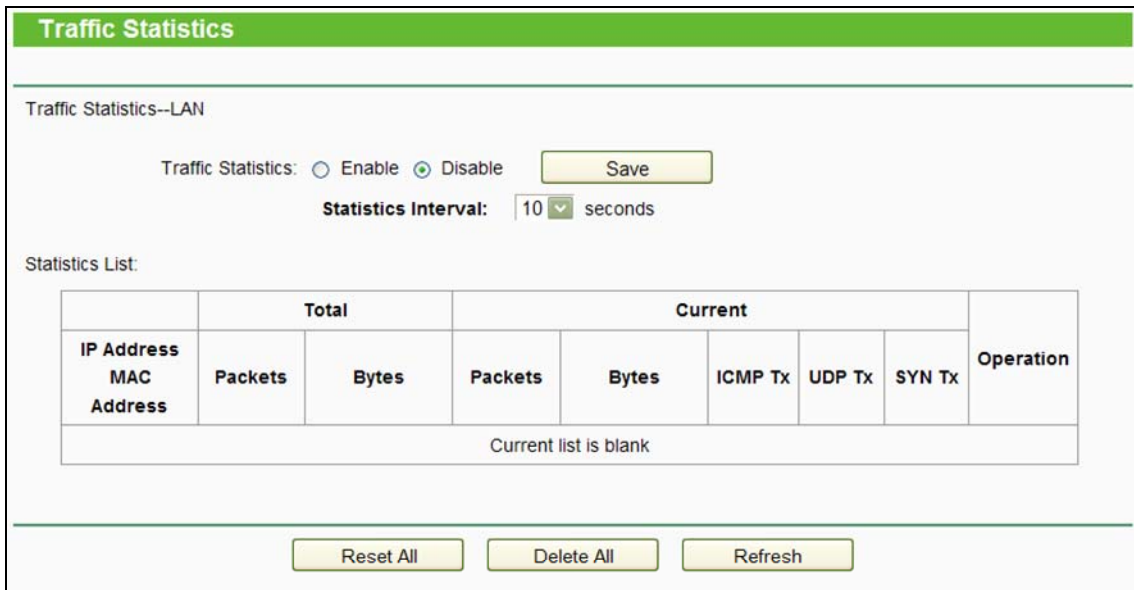 Traffic Statistics
Traffic Statistics--LAN
Traffic Statistics: Enable Disable Save
Statistics Interval: 10 seconds
Statistics List:
Total Current
IP Address
MAC
Address
Packets Bytes Packets Bytes ICMP Tx UDP Tx SYN Tx Operation
Current list is blank
Reset All Delete All Refresh